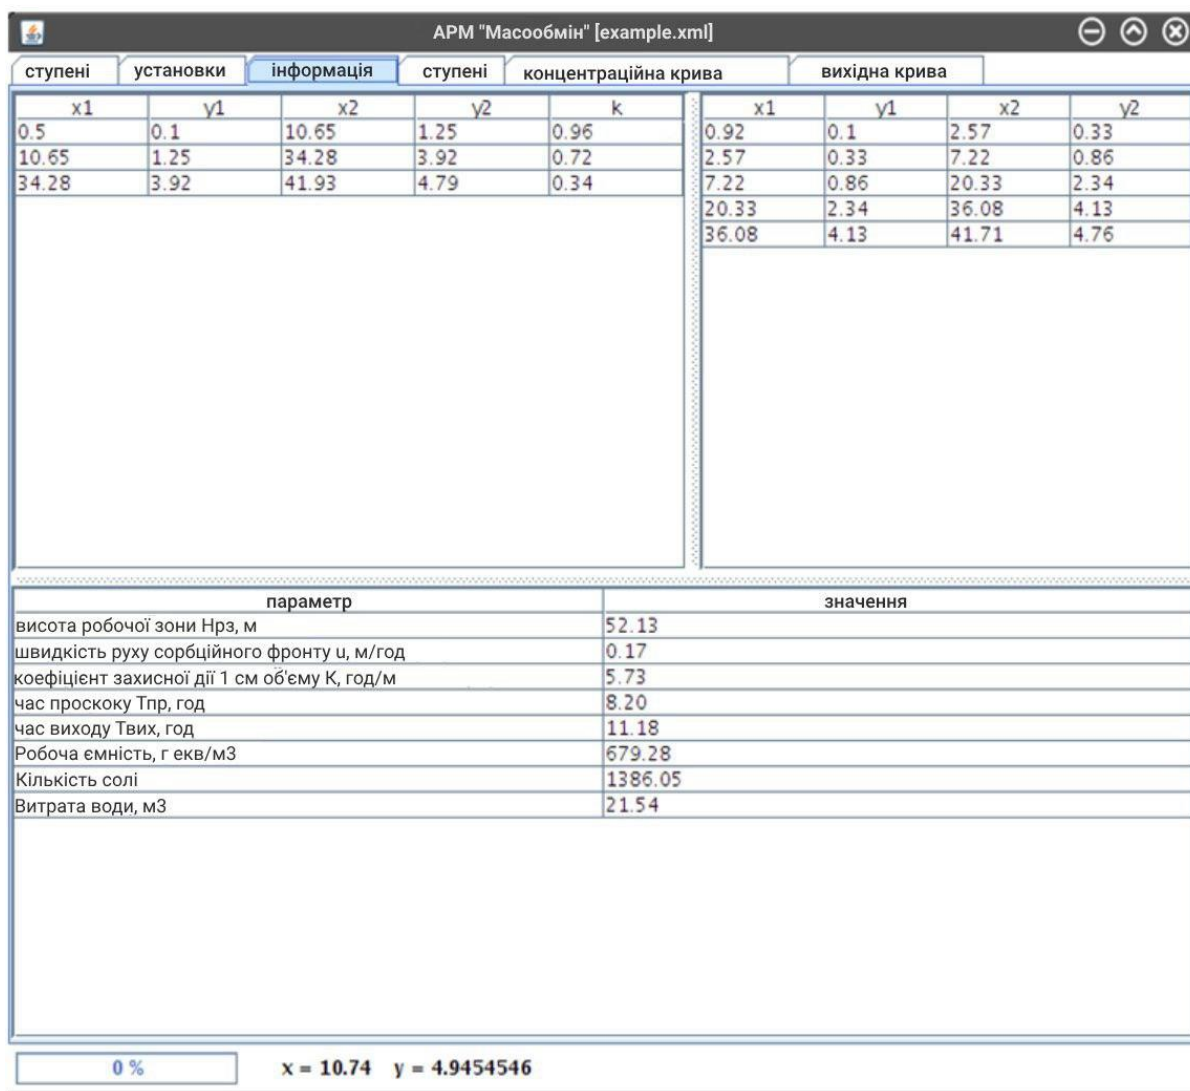 АРМ "Масообмін" [example.xml]
ступені установки інформація ступені концентраційна крива вихідна крива
x1 y1 x2 y2 k x1 y1 x2 y2
0.5 0.1 10.65 1.25 0.96 0.92 0.1 2.57 0.33
10.65 1.25 34.28 3.92 0.72 2.57 0.33 7.22 0.86
34.28 3.92 41.93 4.79 0.34 7.22 0.86 20.33 2.34
20.33 2.34 36.08 4.13
36.08 4.13 41.71 4.76
параметр значення
висота робочої зони Нрз, м 52.13
швидкість руху сорбційного фронту u, м/год 0.17
коефіцієнт захисної дії 1 см об'єму К, год/м 5.73
час проскоку Тпр, год 8.20
час виходу Твих, год 11.18
Робоча ємність, г екв/м3 679.28
Кількість солі 1386.05
Витрата води, м3 21.54
0 % x = 10.74 y = 4.9454546